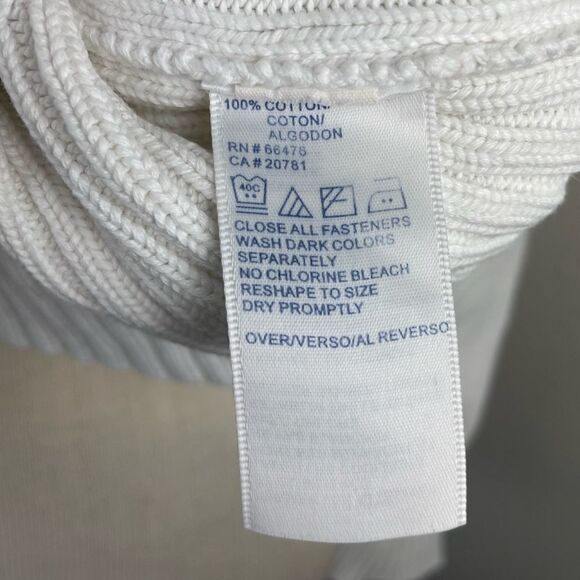 100% COTTON/
COTON/
ALGODON
RN # 66475
CA # 20781
40C
CLOSE ALL FASTENERS
WASH DARK COLORS
SEPARATELY
NO CHLORINE BLEACH
RESHAPE TO SIZE
DRY PROMPTLY
OVER/VERSO/AL REVERSO